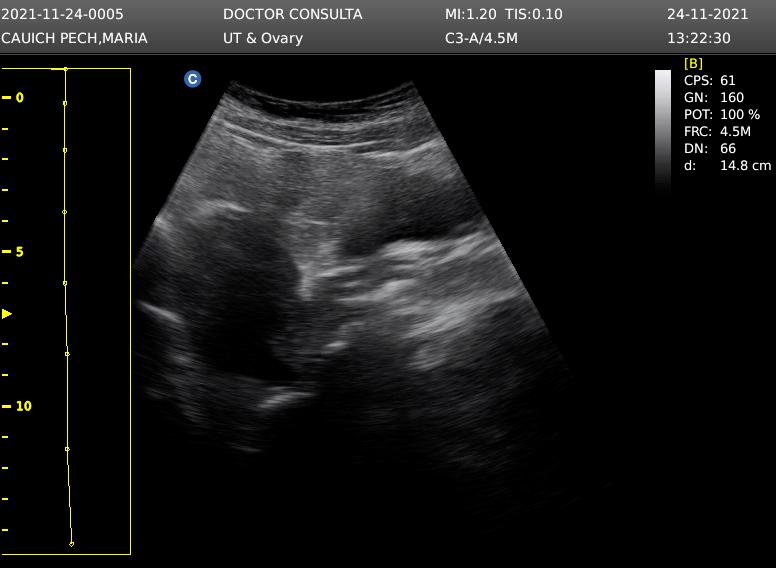 2021-11-24-0005 DOCTOR CONSULTA MI:1.20 TIS:0.10 24-11-2021
CAUICH PECH,MARIA UT & Ovary C3-A/4.5M 13:22:30
C
[B]
CPS: 61
GN: 160
POT: 100 %
FRC: 4.5M
DN: 66
d: 14.8 cm
0
5
10